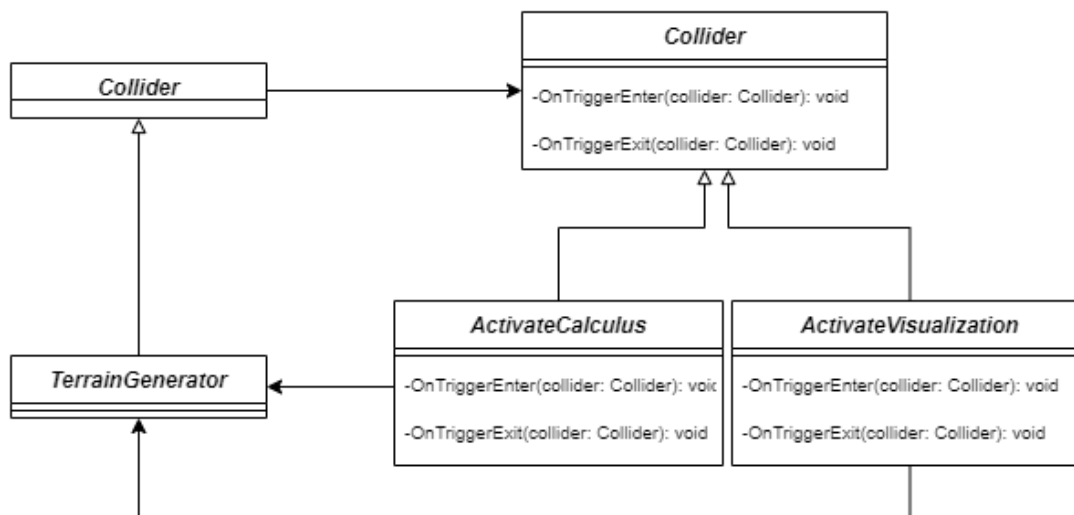 Collider
-OnTriggerEnter(collider: Collider): void
-OnTriggerExit(collider: Collider): void
Collider
TerrainGenerator
ActivateCalculus
-OnTriggerEnter(collider: Collider): void
-OnTriggerExit(collider: Collider): void
ActivateVisualization
-OnTriggerEnter(collider: Collider): void
-OnTriggerExit(collider: Collider): void